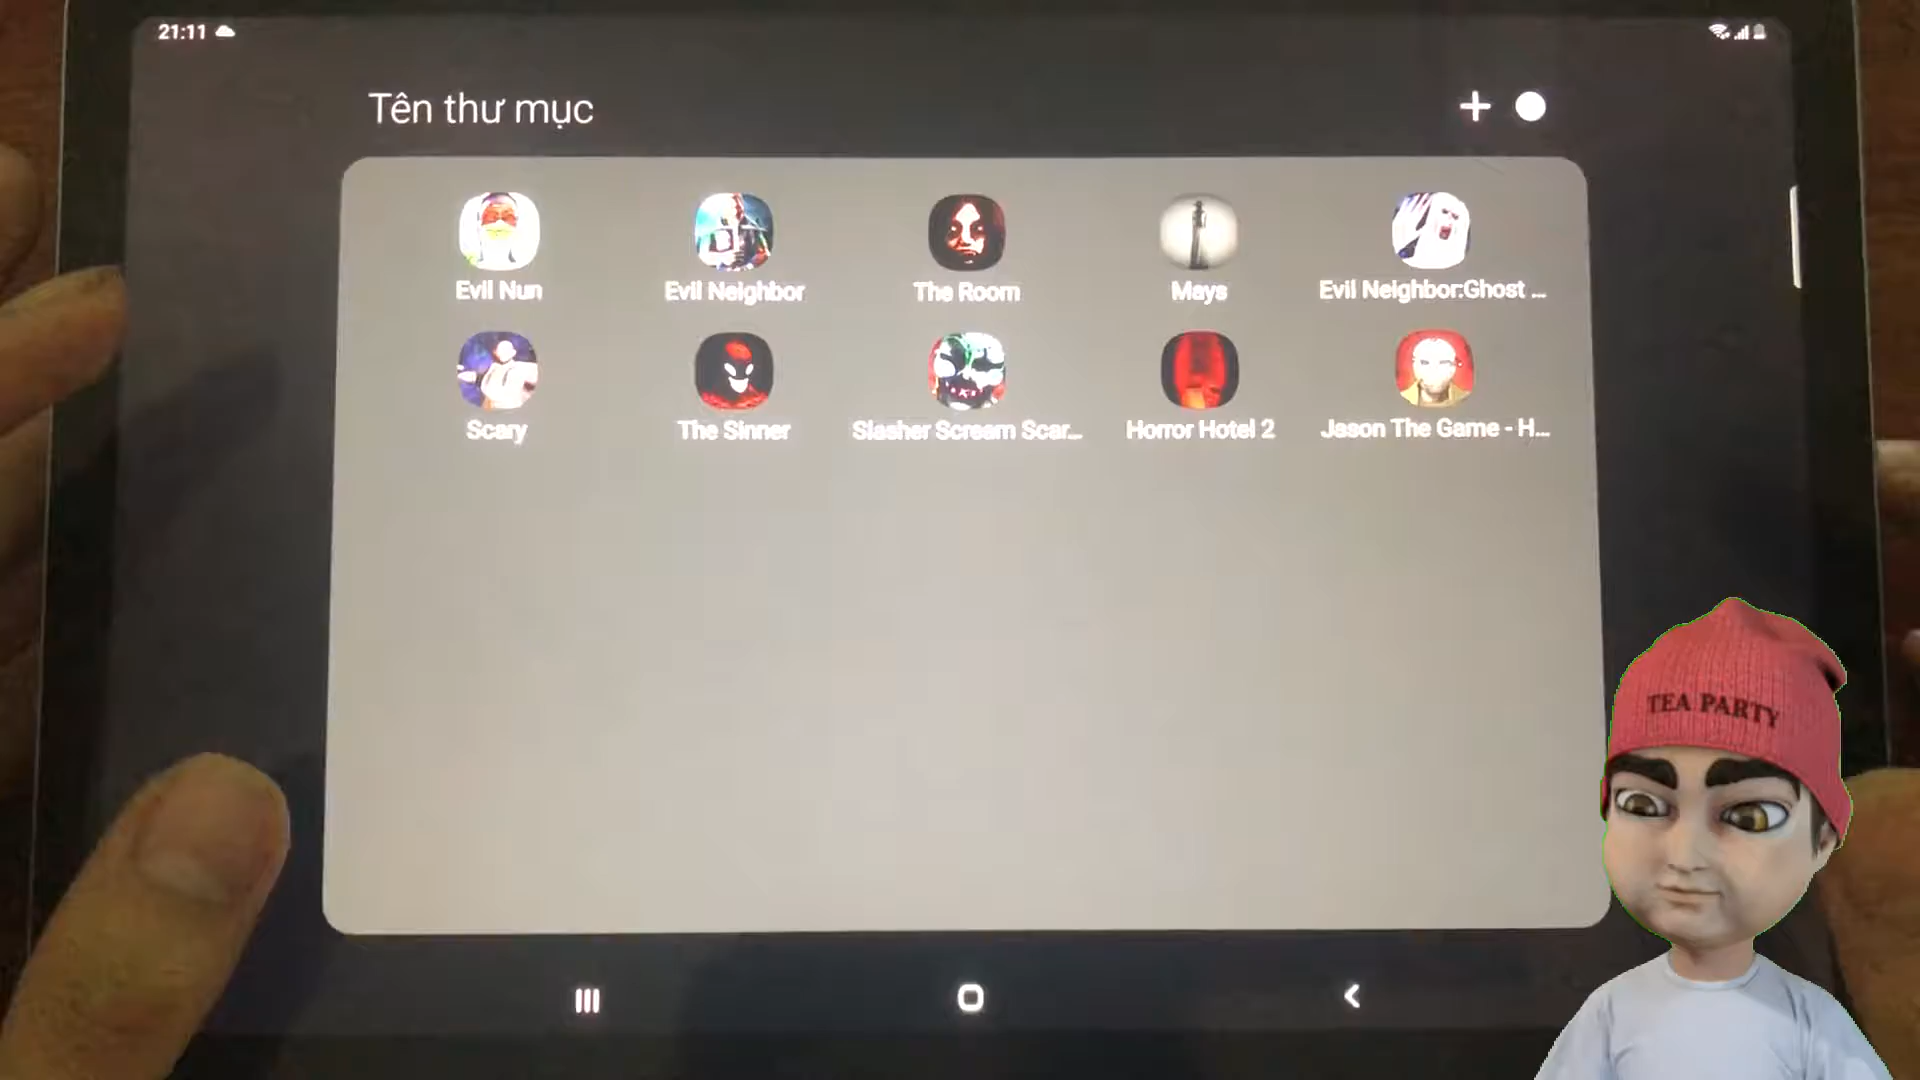 21:11
Tên thư mục
Evil Nun
Evil Neighbor
The Room
Mays
Evil Neighbor:Ghost ...
Scary
The Sinner
Slasher Scream Scar...
Horror Hotel 2
Jason The Game - H...
TEA PARTY